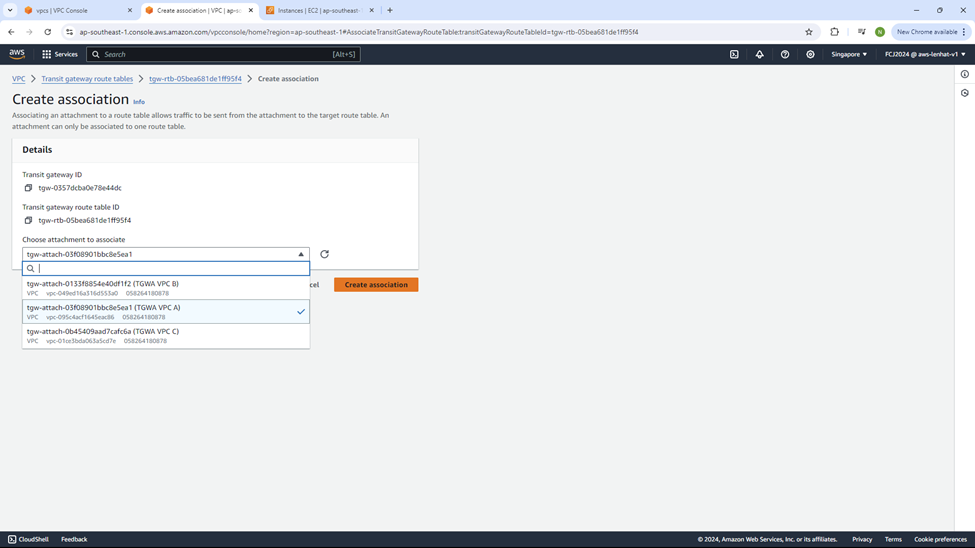 vpcs | VPC Console
Create association | VPC | ap-so
Instances | EC2 | ap-southeast-
ap-southeast-1.console.aws.amazon.com/vpcconsole/home?region=ap-southeast-1#AssociateTransitGatewayRouteTable:transitGatewayRouteTableId=tgw-rtb-05bea681de1ff95f4
N
New Chrome available
aws
Services
Search
[Alt+S]
Singapore
FCJ2024 @ aws-lenhat-v1
VPC
Transit gateway route tables
tgw-rtb-05bea681de1ff95f4
Create association
Create association Info
Associating an attachment to a route table allows traffic to be sent from the attachment to the target route table. An
attachment can only be associated to one route table.
Details
Transit gateway ID
tgw-0357dcba0e78e44dc
Transit gateway route table ID
tgw-rtb-05bea681de1ff95f4
Choose attachment to associate
tgw-attach-03f08901bbc8e5ea1
tgw-attach-0133f8854e40df1f2 (TGWA VPC B)
VPC vpc-049ed16a316d553a0 058264180878
cel
Create association
tgw-attach-03f08901bbc8e5ea1 (TGWA VPC A)
VPC vpc-095c4acf1645eac86 058264180878
tgw-attach-0b45409aad7cafc6a (TGWA VPC C)
VPC vpc-01ce3bda063a5cd7e 058264180878
CloudShell
Feedback
© 2024, Amazon Web Services, Inc. or its affiliates.
Privacy
Terms
Cookie preferences